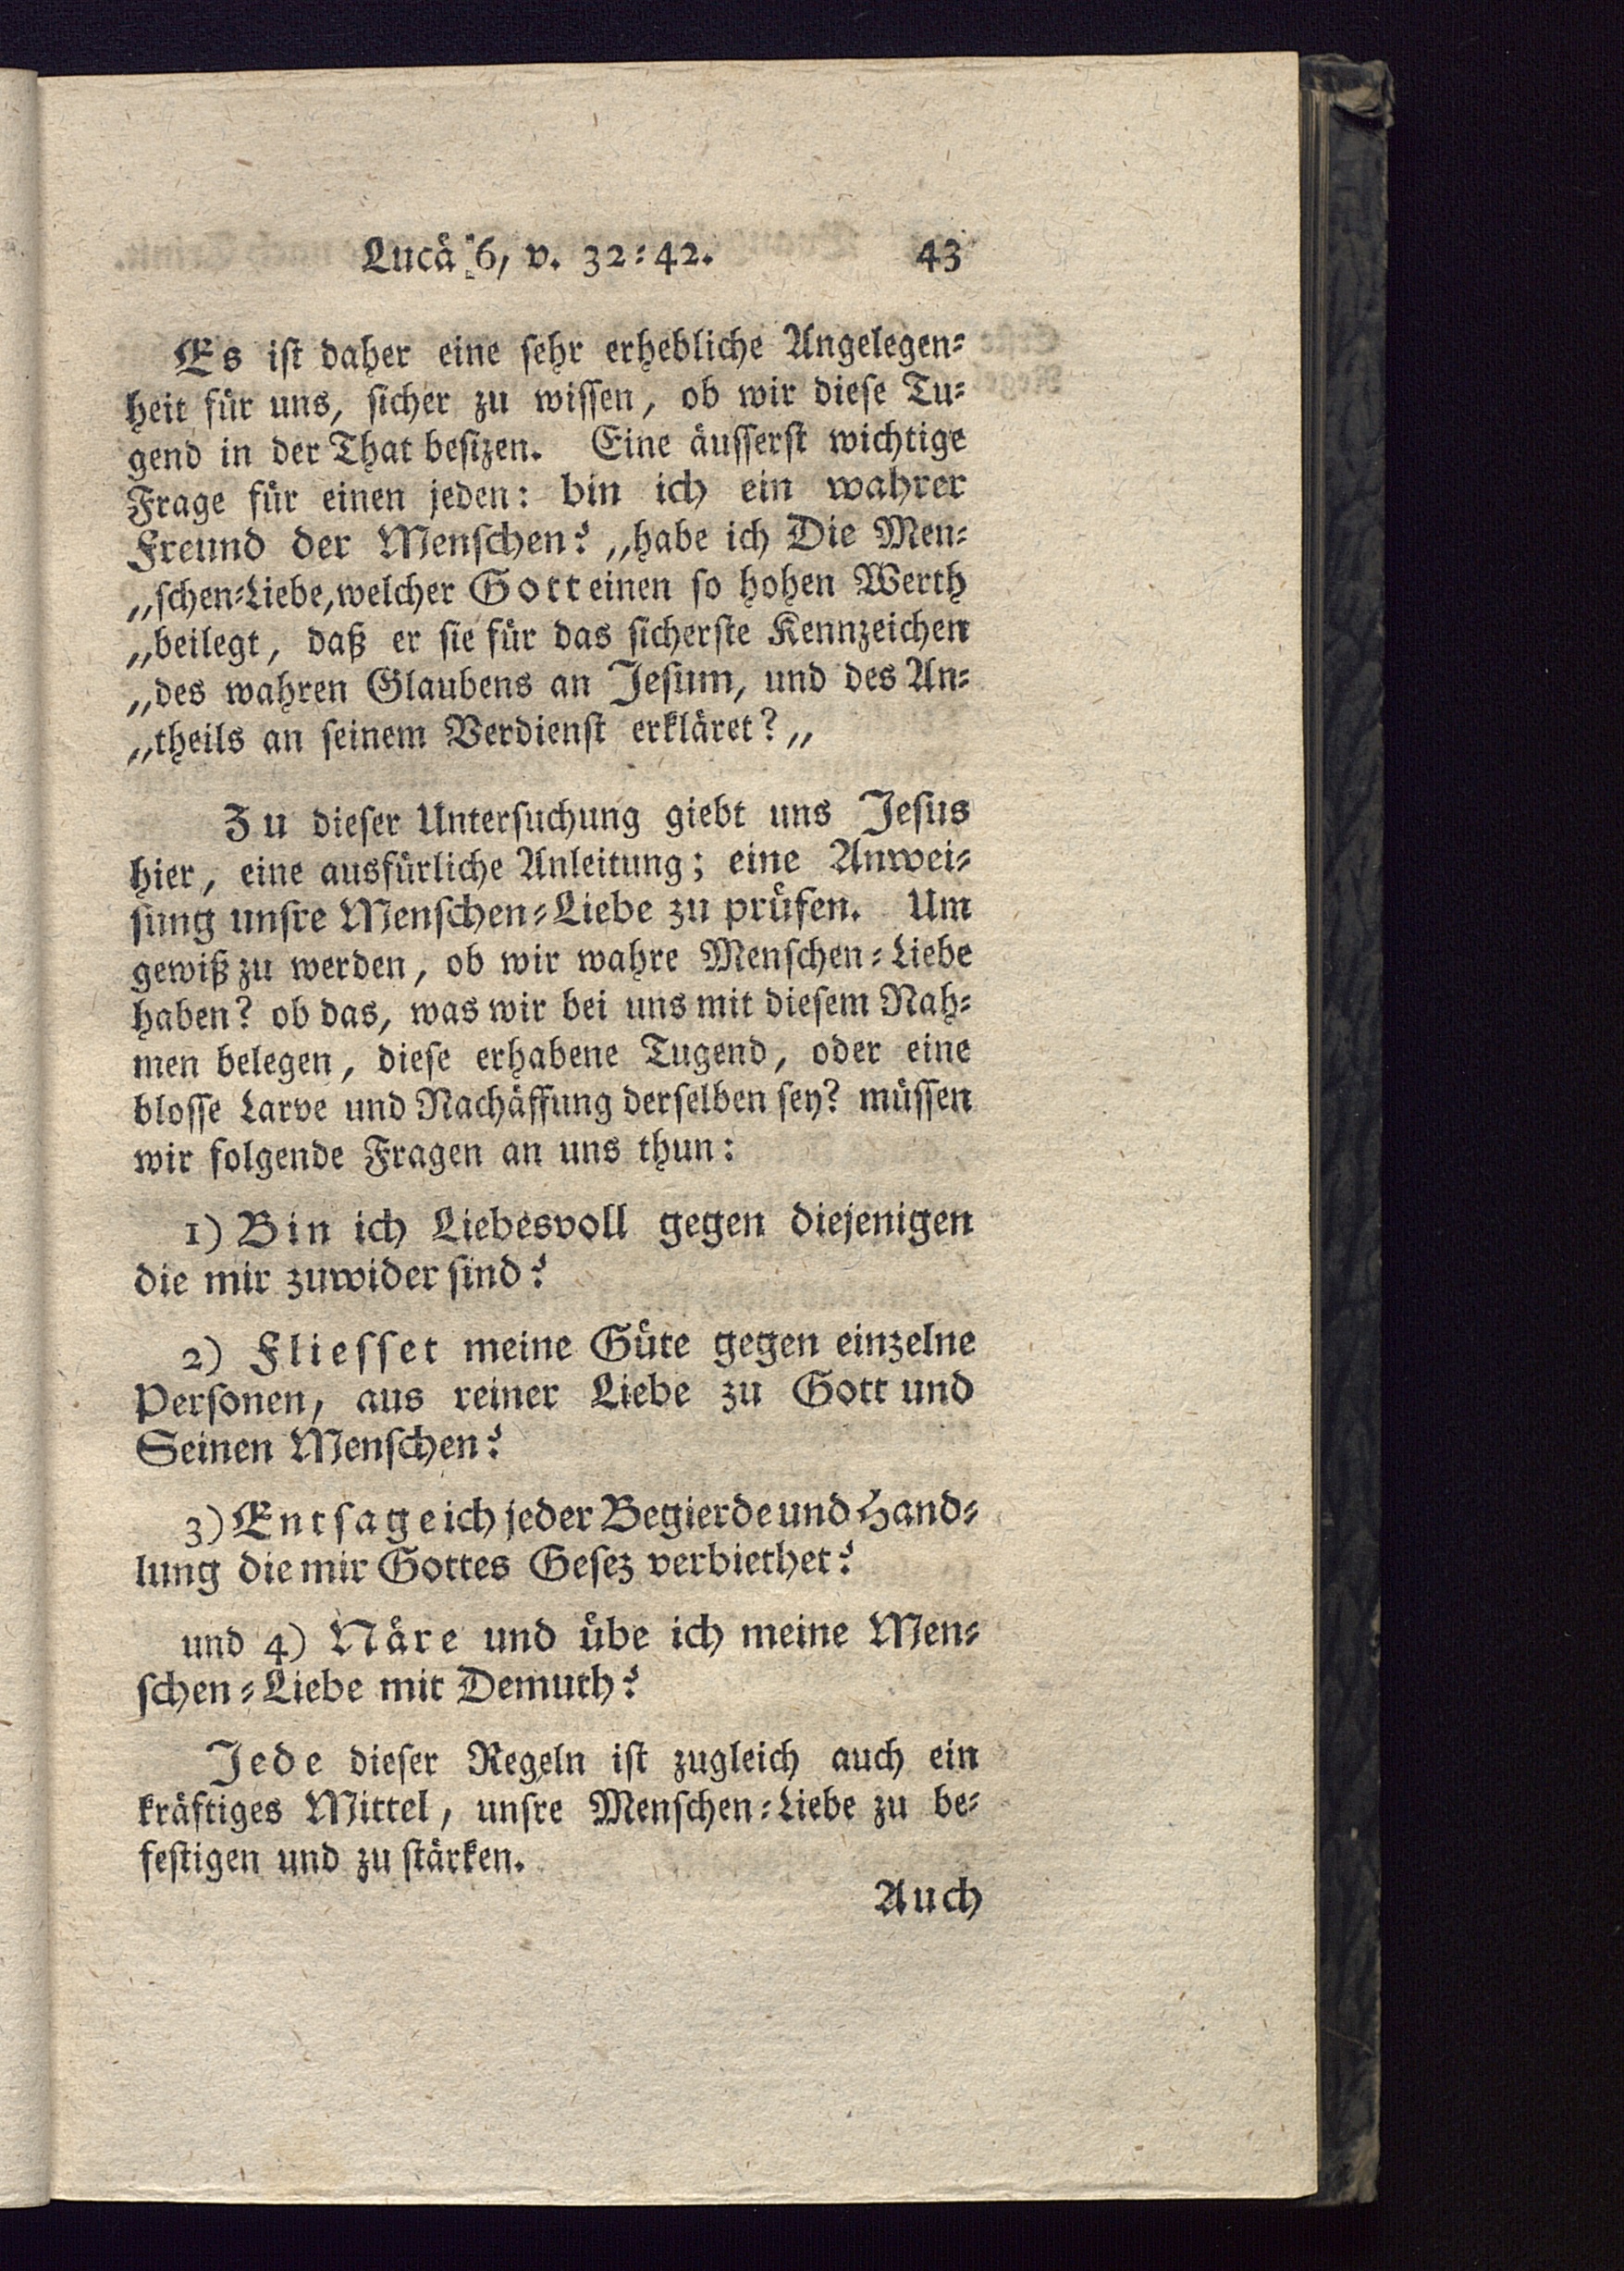 Lucä 6, v. 32:42. 43
Es ist daher eine sehr erhebliche Angelegen=
heit für uns, sicher zu wissen, ob wir diese Tu=
gend in der That besizen. Eine äusserst wichtige
Frage für einen jeden: bin ich ein wahrer
Freund der Menschen? „habe ich Die Men=
„schen=Liebe, welcher Gott einen so hohen Werth
„beilegt, daß er sie für das sicherste Kennzeichen
„des wahren Glaubens an Jesum, und des An=
„theils an seinem Verdienst erkläret?„
Zu dieser Untersuchung giebt uns Jesus
hier, eine ausfürliche Anleitung; eine Anwei=
sung unsre Menschen=Liebe zu prüfen. Um
gewiß zu werden, ob wir wahre Menschen=Liebe
haben? ob das, was wir bei uns mit diesem Nah=
men belegen, diese erhabene Tugend, oder eine
blosse Larve und Nachäffung derselben sey? müssen
wir folgende Fragen an uns thun:
1) Bin ich Liebesvoll gegen diejenigen
die mir zuwider sind?
2) Fliesset meine Güte gegen einzelne
Personen, aus reiner Liebe zu Gott und
Seinen Menschen?
3) Entsage ich jeder Begierde und Hand=
lung die mir Gottes Gesez verbiethet?
und 4) Näre und übe ich meine Men=
schen=Liebe mit Demuth?
Jede dieser Regeln ist zugleich auch ein
kräftiges Mittel, unsre Menschen=Liebe zu be=
festigen und zu stärken.
Auch